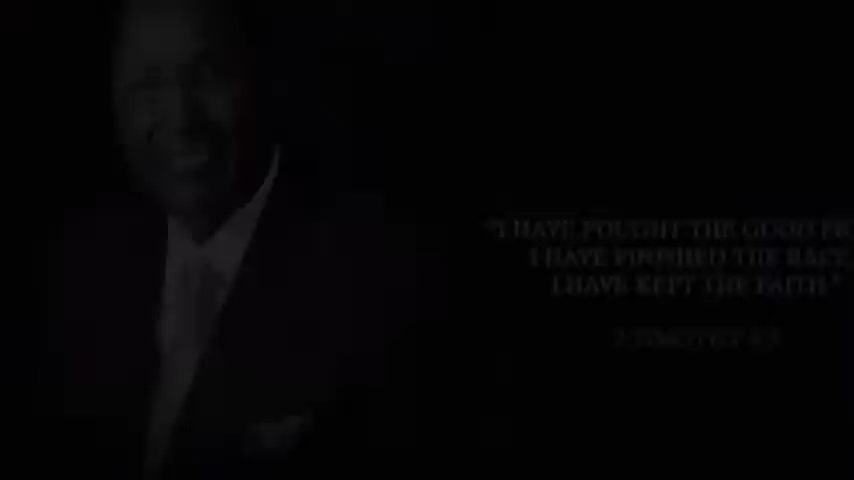 "I HAVE FOUGHT THE GOOD
I HAVE FINISHED THE RACE
I HAVE KEPT THE FAITH"
TIMOTHY